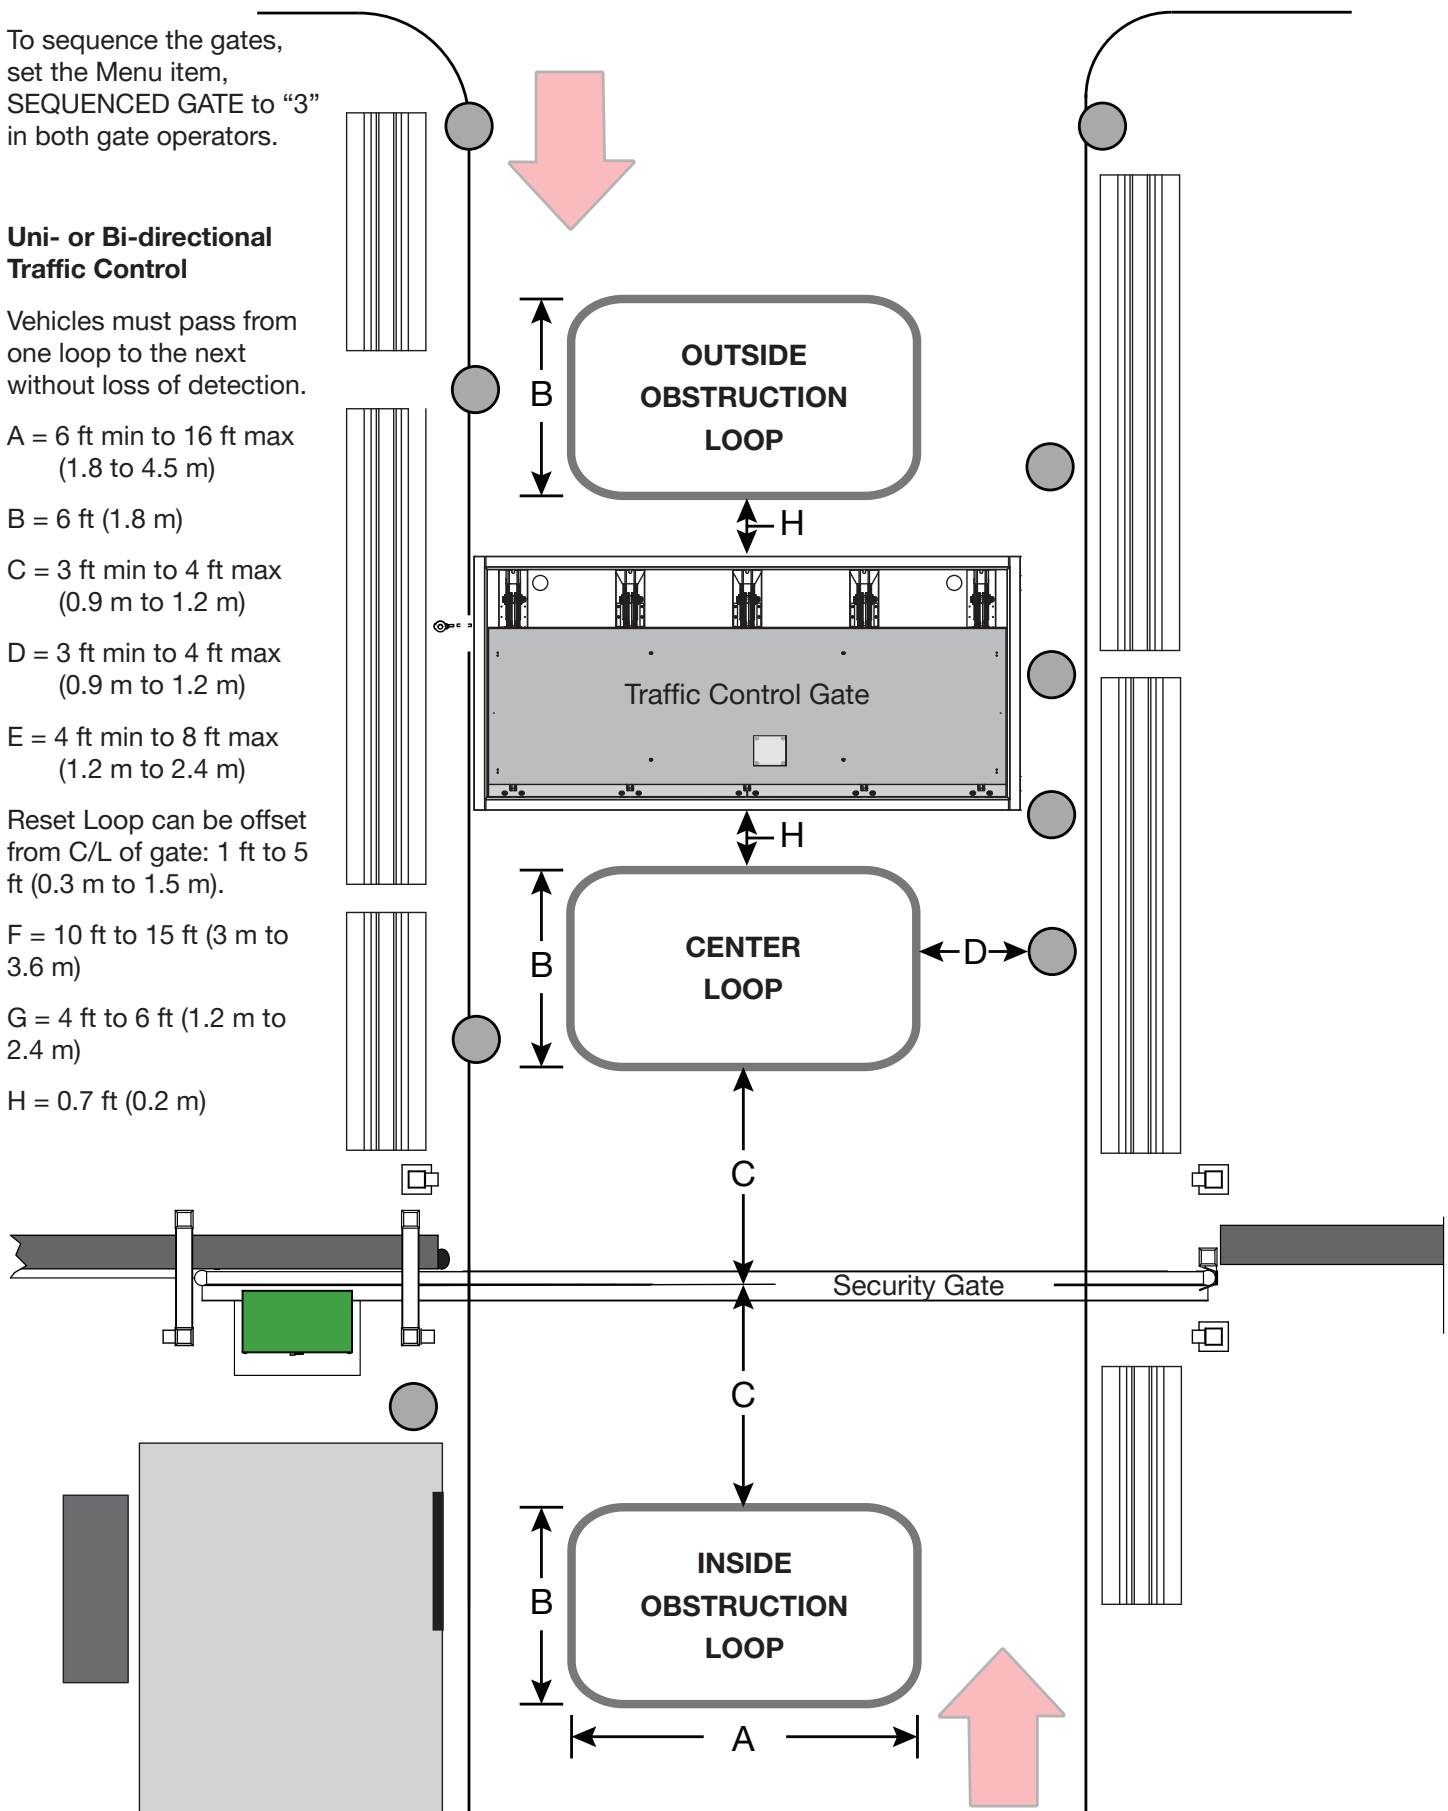 To sequence the gates,
set the Menu item,
SEQUENCED GATE to “3”
in both gate operators.
Uni- or Bi-directional
Traffic Control
Vehicles must pass from
one loop to the next
without loss of detection.
A = 6 ft min to 16 ft max
(1.8 to 4.5 m)
B = 6 ft (1.8 m)
C = 3 ft min to 4 ft max
(0.9 m to 1.2 m)
D = 3 ft min to 4 ft max
(0.9 m to 1.2 m)
E = 4 ft min to 8 ft max
(1.2 m to 2.4 m)
Reset Loop can be offset
from C/L of gate: 1 ft to 5
ft (0.3 m to 1.5 m).
F = 10 ft to 15 ft (3 m to
3.6 m)
G = 4 ft to 6 ft (1.2 m to
2.4 m)
H = 0.7 ft (0.2 m)
OUTSIDE
OBSTRUCTION
LOOP
B
H
Traffic Control Gate
H
B
CENTER
LOOP
D
C
Security Gate
C
B
INSIDE
OBSTRUCTION
LOOP
A